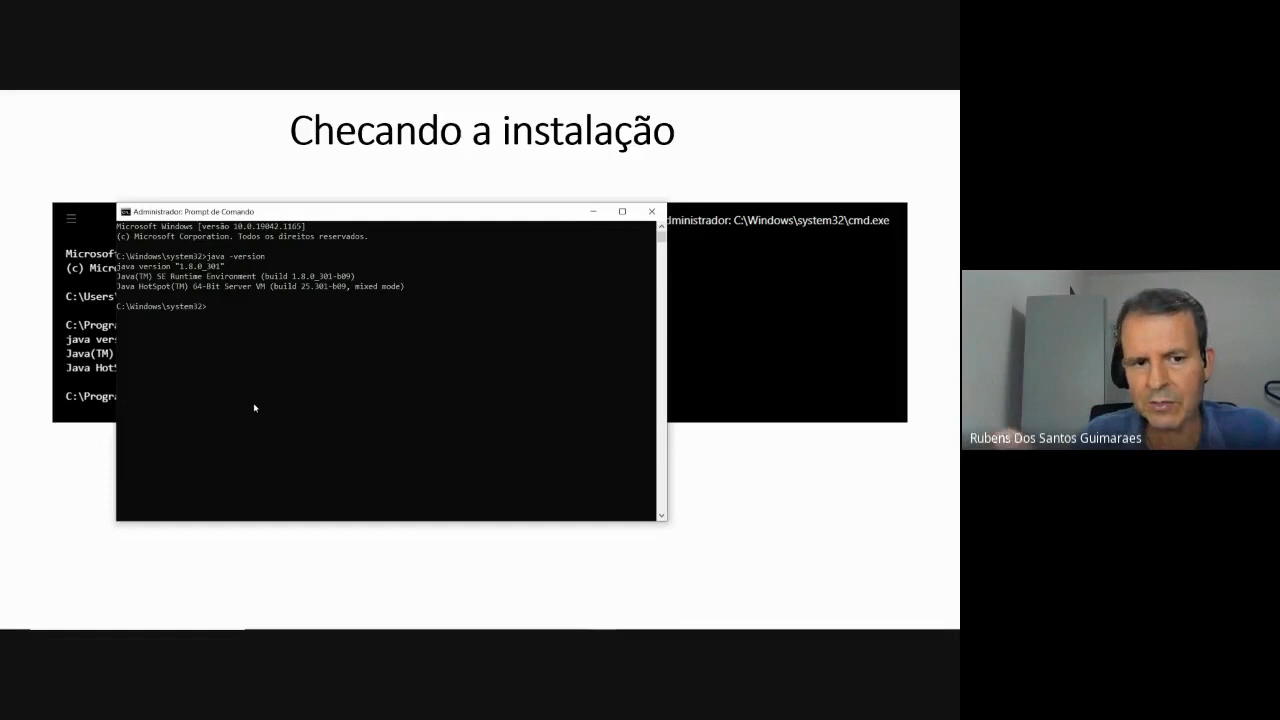 Checando a instalação
Administrador: Prompt de Comando
Microsoft Windows [versão 10.0.19042.1165]
(c) Microsoft Corporation. Todos os direitos reservados.
C:\Windows\system32>java -version
java version "1.8.0_301"
Java(TM) SE Runtime Environment (build 1.8.0_301-b09)
Java HotSpot(TM) 64-Bit Server VM (build 25.301-b09, mixed mode)
C:\Windows\system32>
dministrador: C:\Windows\system32\cmd.exe
Microsof
(c) Micro
C:\Users\
C:\Progra
java vers
Java(TM)
Java HotS
C:\Progra
Rubens Dos Santos Guimaraes